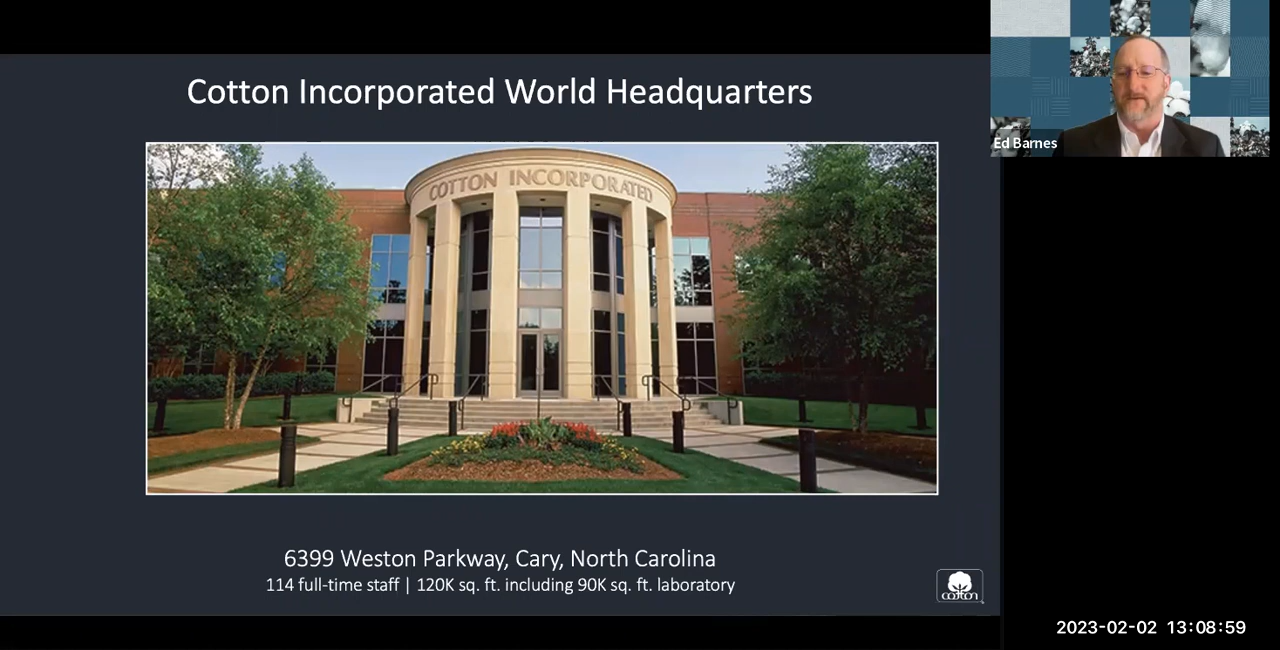 Cotton Incorporated World Headquarters
Ed Barnes
COTTON INCORPORATED
6399 Weston Parkway, Cary, North Carolina
114 full-time staff | 120K sq. ft. including 90K sq. ft. laboratory
cotton
2023-02-02 13:08:59